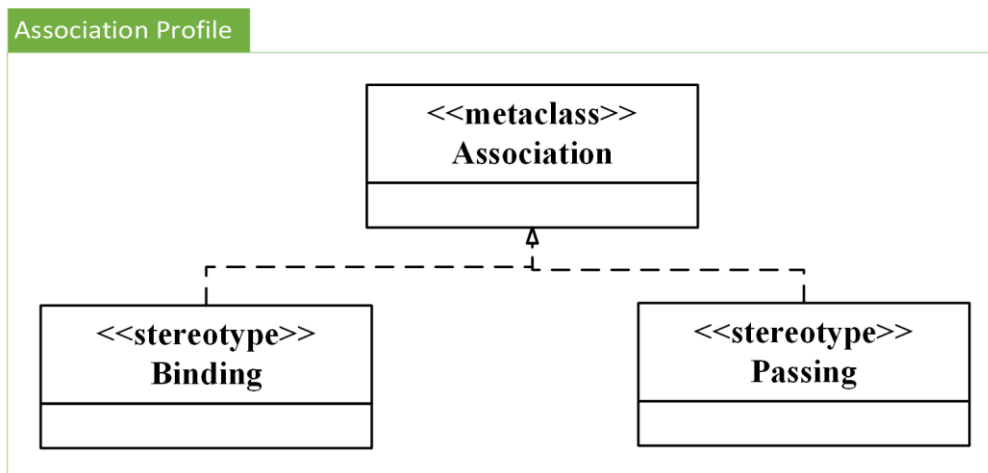 Association Profile
<<metaclass>>
Association
<<stereotype>>
Binding
<<stereotype>>
Passing